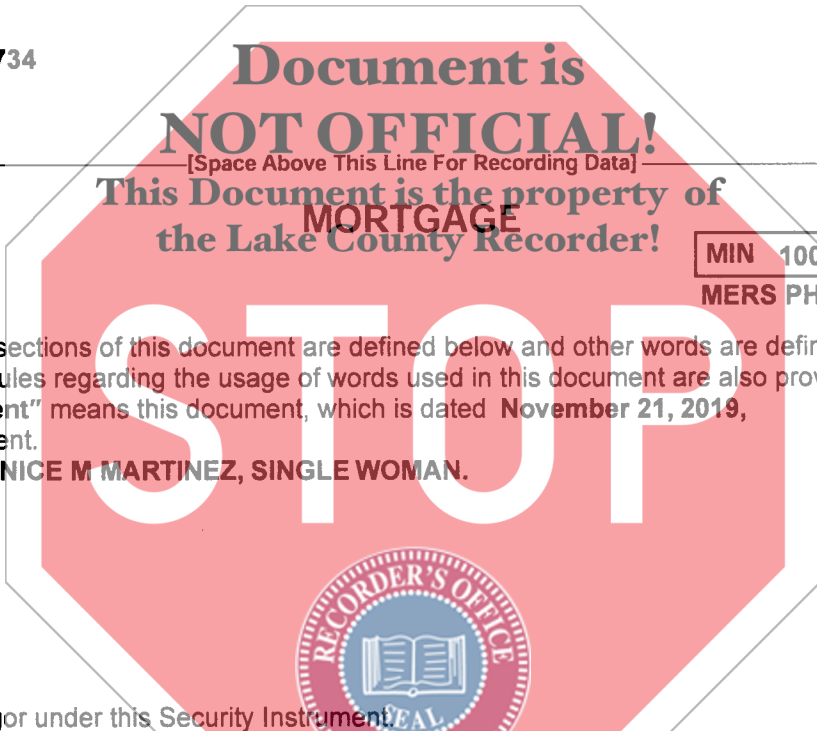 734
Document is
NOT OFFICIAL!
[Space Above This Line For Recording Data]
This Document is the property of
MORTGAGE
the Lake County Recorder!
MIN 100
MERS PH
sections of this document are defined below and other words are defin
ules regarding the usage of words used in this document are also prov
ent" means this document, which is dated November 21, 2019,
ent.
NICE M MARTINEZ, SINGLE WOMAN.
STOP
RECORDER'S OFFICE
SEAL
gor under this Security Instrument.